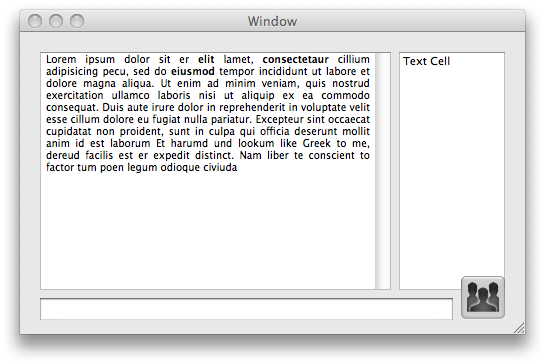 Window
Lorem ipsum dolor sit er elit lamet, consectetaur cillium
adipisicing pecu, sed do eiusmod tempor incididunt ut labore et
dolore magna aliqua. Ut enim ad minim veniam, quis nostrud
exercitation ullamco laboris nisi ut aliquip ex ea commodo
consequat. Duis aute irure dolor in reprehenderit in voluptate velit
esse cillum dolore eu fugiat nulla pariatur. Excepteur sint occaecat
cupidatat non proident, sunt in culpa qui officia deserunt mollit
anim id est laborum Et harumd und lookum like Greek to me,
dereud facilis est er expedit distinct. Nam liber te conscient to
factor tum poen legum odioque civiuda
Text Cell